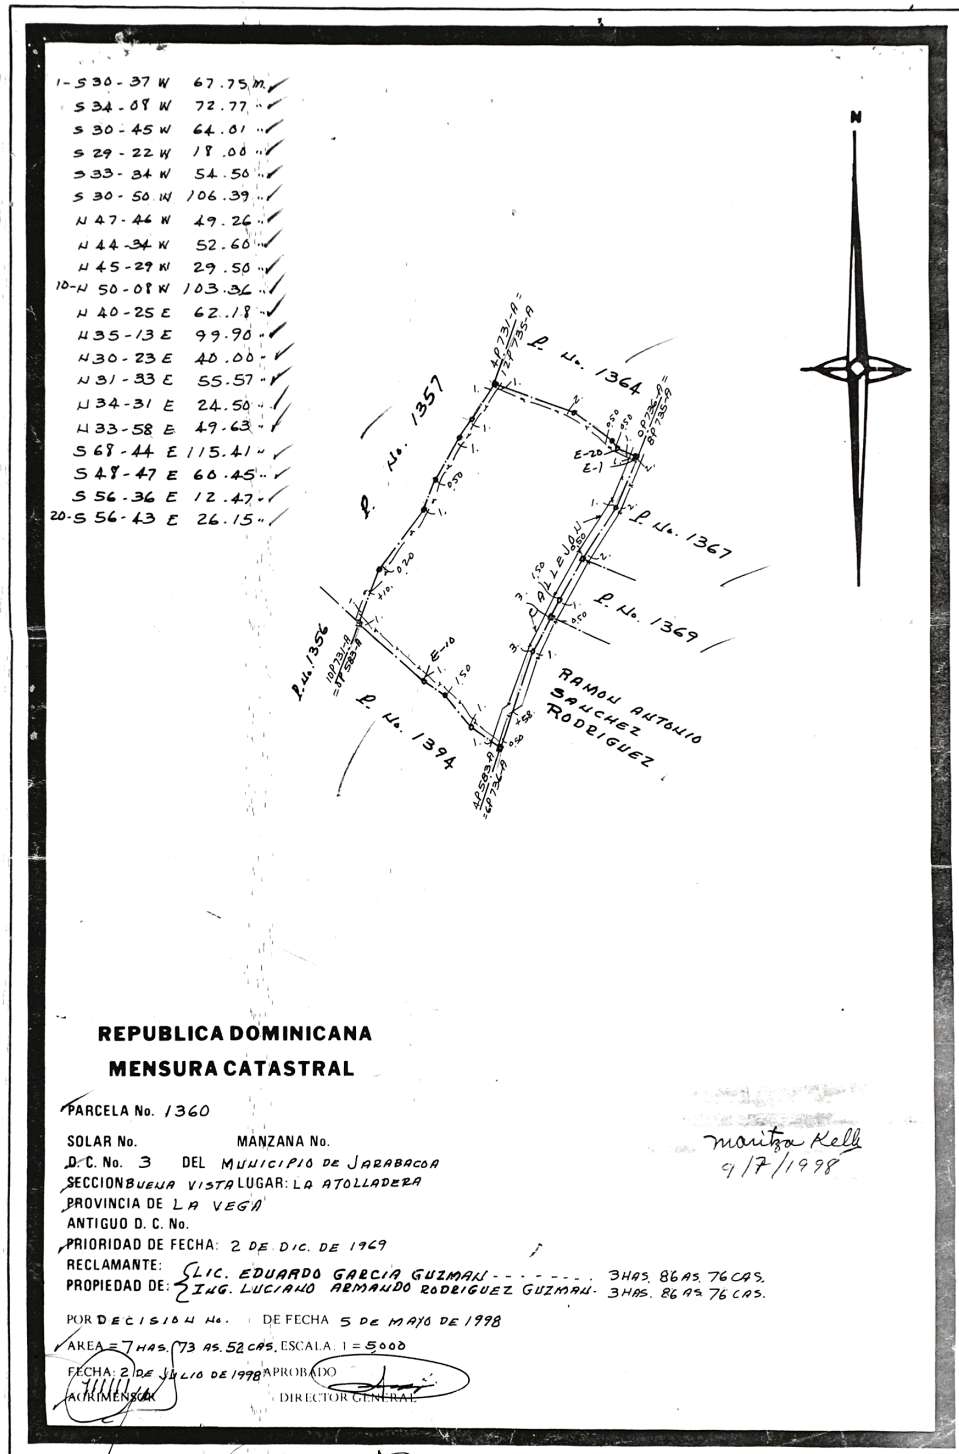 1- S 30-37 W 67.75 m.
S 34-08 W 72.77 "
S 30-45 W 64.01 "
S 29-22 W 18.00 "
S 33-34 W 54.50 "
S 30-50 W 106.39 "
N 47-46 W 49.26 "
N 44-34 W 52.60 "
N 45-29 W 29.50 "
10- N 50-08 W 103.36 "
N 40-25 E 62.18 "
N 35-13 E 99.90 "
N 30-23 E 40.00 "
N 31-33 E 55.57 "
N 34-31 E 24.50 "
N 33-58 E 49.63 "
S 68-44 E 115.41 "
S 48-47 E 60.45 "
S 56-36 E 12.47 "
20- S 56-43 E 26.15 "
N
4P731-A =
12P735-A
P. No. 1364
0P736-A =
8P735-A
P. No. 1357
E-20
E-1
P. No. 1367
CALLEJON
P. No. 1369
P. No. 1356
10P731-A
=8P583-A
E-10
P. No. 1394
RAMON ANTONIO
SANCHEZ
RODRIGUEZ
4P583-A
=6P736-A
REPUBLICA DOMINICANA
MENSURA CATASTRAL
PARCELA No. 1360
SOLAR No. MANZANA No.
D. C. No. 3 DEL MUNICIPIO DE JARABACOA
SECCION BUENA VISTA LUGAR: LA ATOLLADERA
PROVINCIA DE LA VEGA
ANTIGUO D. C. No.
PRIORIDAD DE FECHA: 2 DE DIC. DE 1969
RECLAMANTE:
PROPIEDAD DE:
LIC. EDUARDO GARCIA GUZMAN - - - - - - - - . 3 HAS. 86 AS. 76 CAS.
ING. LUCIANO ARMANDO RODRIGUEZ GUZMAN - 3 HAS. 86 AS 76 CAS.
POR DECISION No. DE FECHA 5 DE MAYO DE 1998
AREA = 7 HAS. 73 AS. 52 CAS. ESCALA: 1 = 5000
FECHA: 2 DE JULIO DE 1998 APROBADO
AGRIMENSOR DIRECTOR GENERAL
Maritza Kelly
9/7/1998